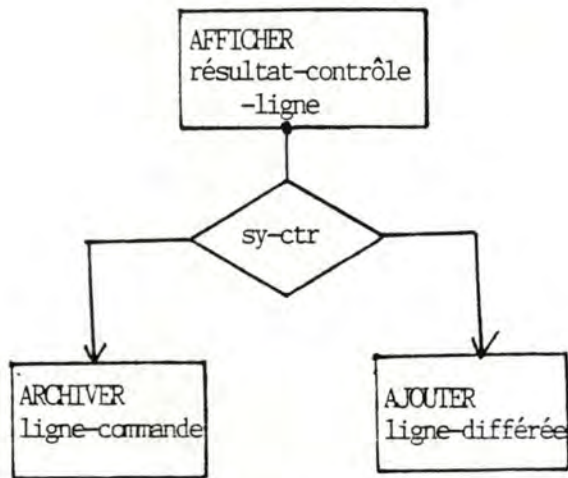 AFFICHER
résultat-contrôle
-ligne
sy-ctr
ARCHIVER
ligne-commande
AJOUTER
ligne-différée